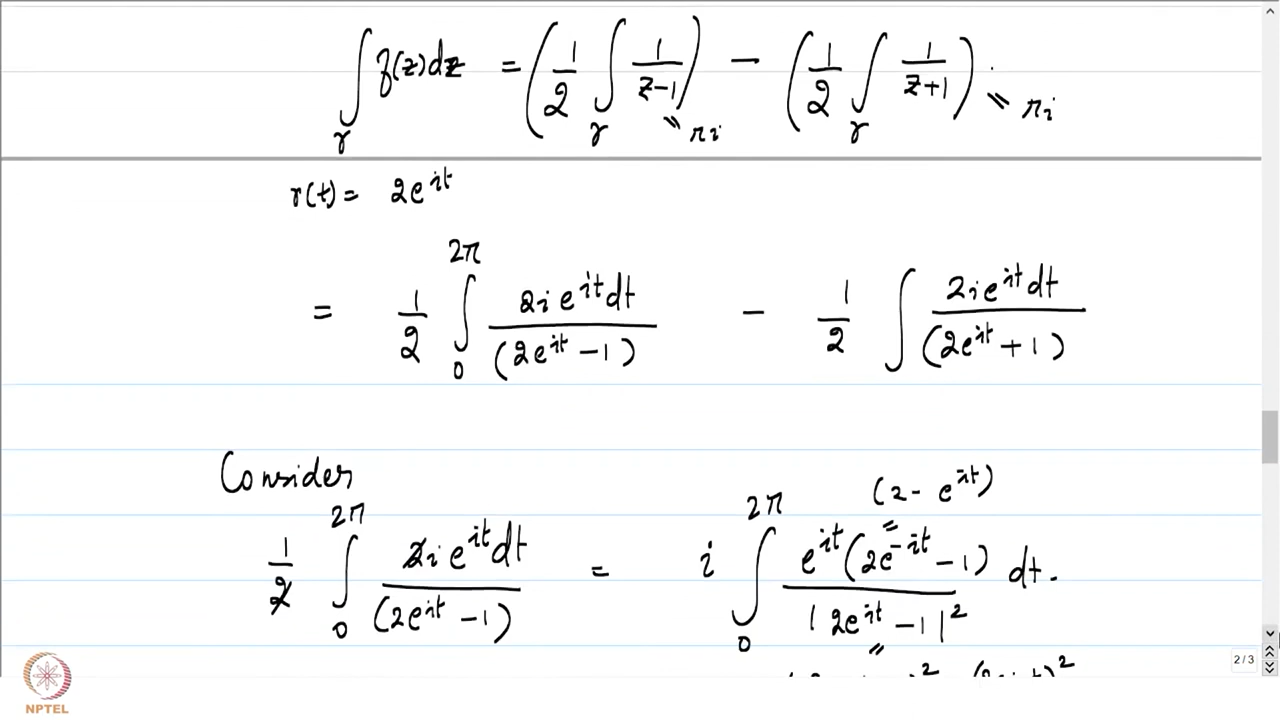 ∫_γ f(z)dz = (1/2 ∫_γ 1/(z-1)) - (1/2 ∫_γ 1/(z+1))
= πi = πi
γ(t) = 2e^{it}
= 1/2 ∫_0^{2π} 2ie^{it}dt/(2e^{it} - 1) - 1/2 ∫ 2ie^{it}dt/(2e^{it} + 1)
Consider
(2 - e^{it})
1/2 ∫_0^{2π} 2ie^{it}dt/(2e^{it} - 1) = i ∫_0^{2π} e^{it}(2e^{-it} - 1)/|2e^{it} - 1|^2 dt.
2/3
NPTEL